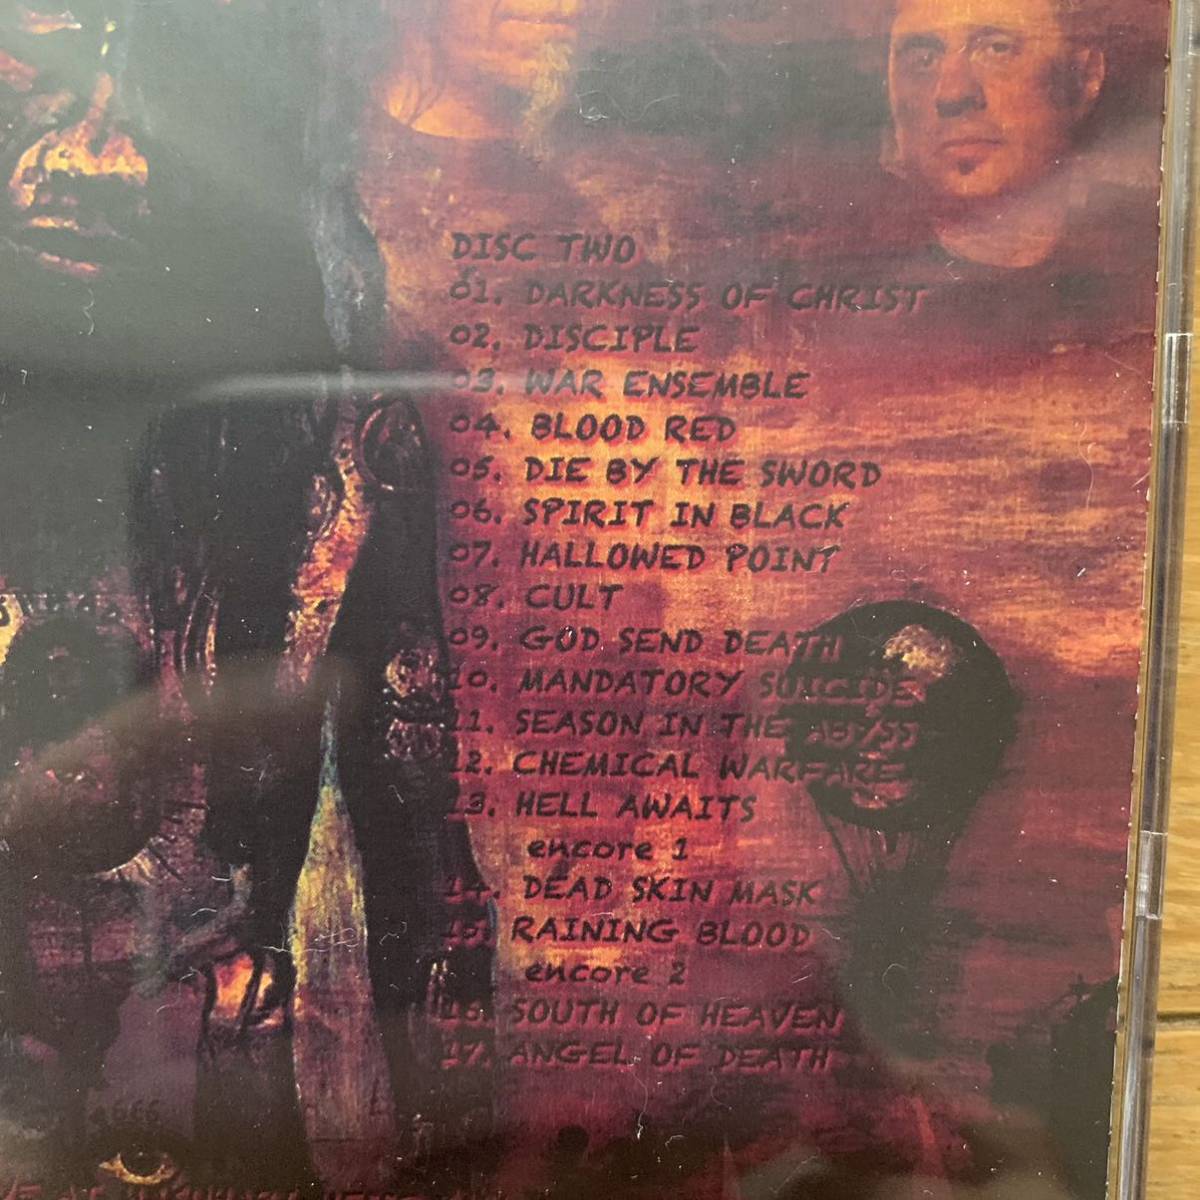 DISC TWO
01. DARKNESS OF CHRIST
02. DISCIPLE
03. WAR ENSEMBLE
04. BLOOD RED
05. DIE BY THE SWORD
06. SPIRIT IN BLACK
07. HALLOWED POINT
08. CULT
09. GOD SEND DEATH
10. MANDATORY SUICIDE
11. SEASON IN THE ABYSS
12. CHEMICAL WARFARE
13. HELL AWAITS
encore 1
14. DEAD SKIN MASK
15. RAINING BLOOD
encore 2
16. SOUTH OF HEAVEN
17. ANGEL OF DEATH
666